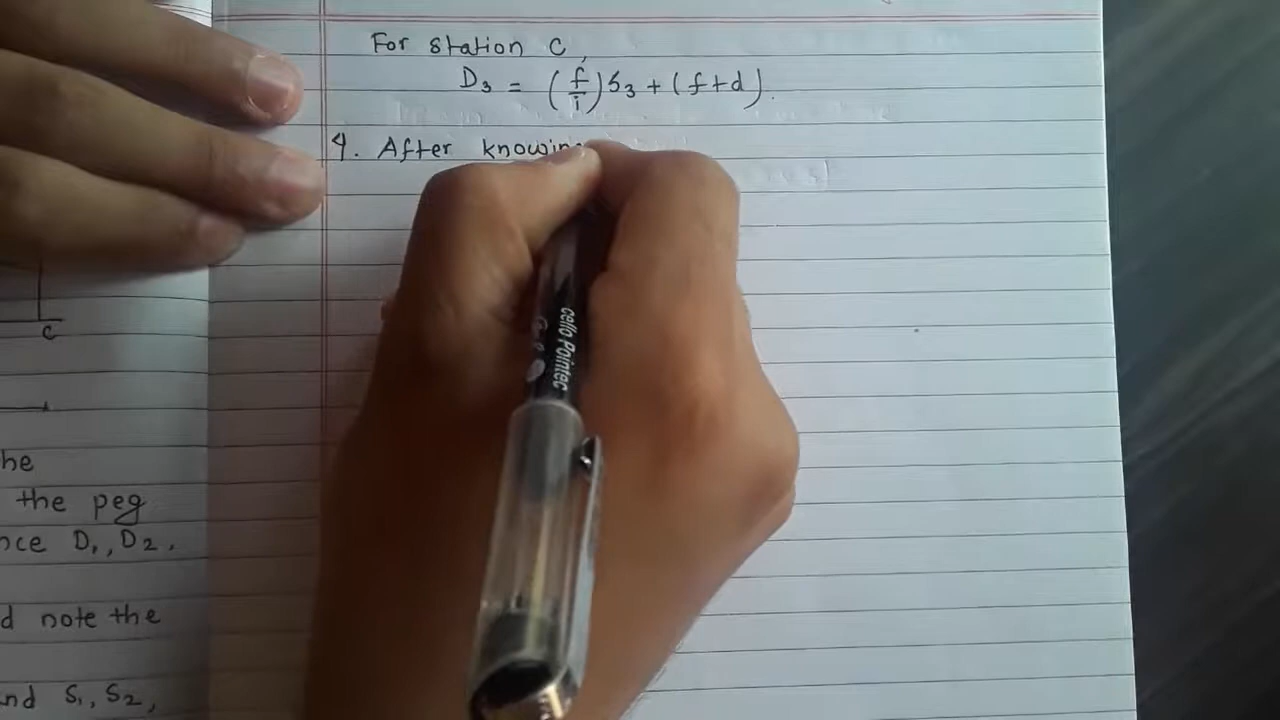 For station C,
D₃ = (f/i) S₃ + (f+d).
4. After knowing
C
he
the peg
nce D₁, D₂,
d note the
nd S₁, S₂,
cello Pointec